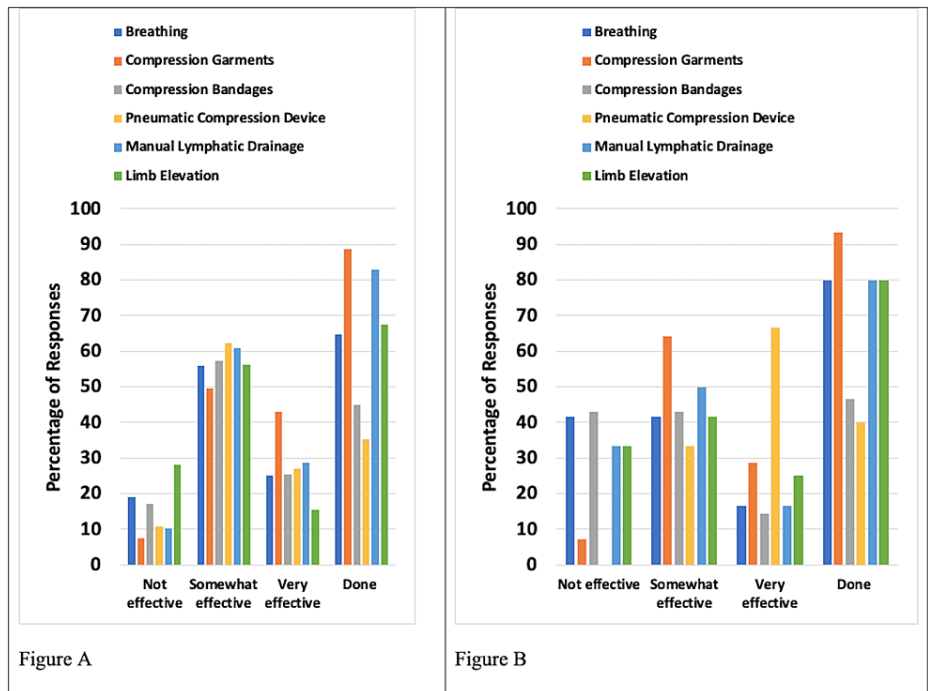 Breathing
Compression Garments
Compression Bandages
Pneumatic Compression Device
Manual Lymphatic Drainage
Limb Elevation
100
90
80
70
60
50
40
30
20
10
0
Percentage of Responses
Not effective
Somewhat effective
Very effective
Done
Figure A
Breathing
Compression Garments
Compression Bandages
Pneumatic Compression Device
Manual Lymphatic Drainage
Limb Elevation
100
90
80
70
60
50
40
30
20
10
0
Percentage of Responses
Not effective
Somewhat effective
Very effective
Done
Figure B